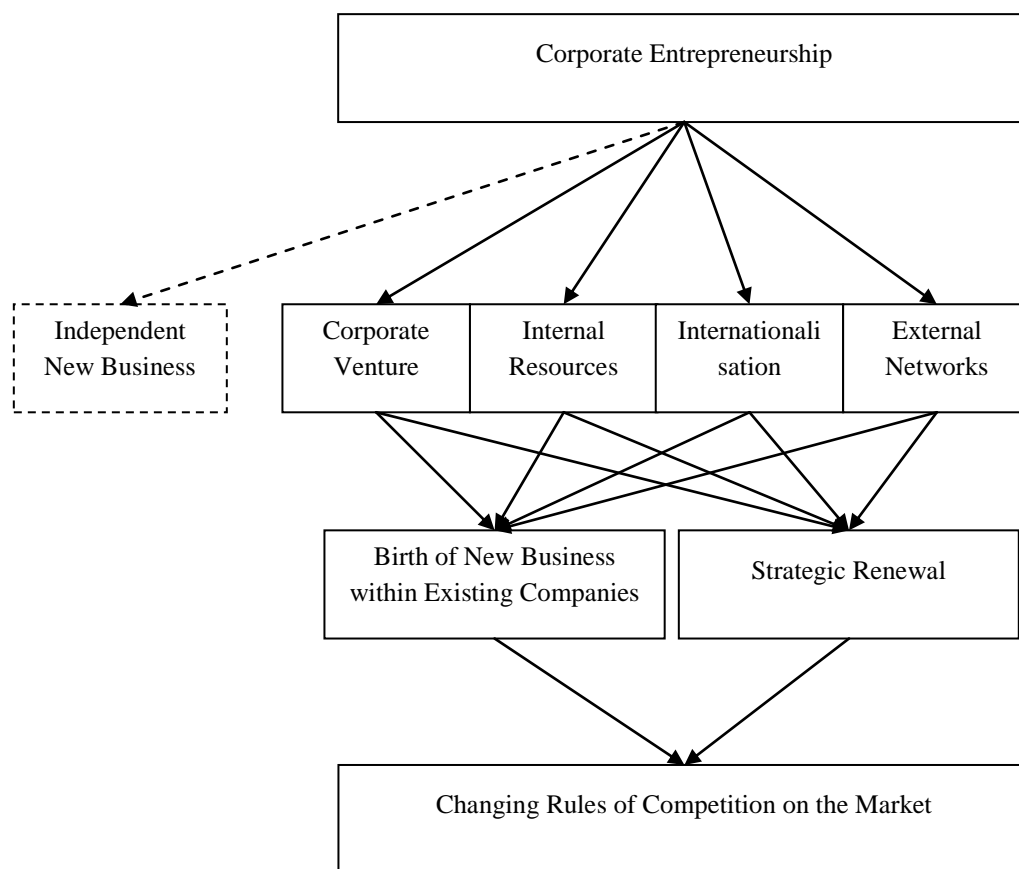 Corporate Entrepreneurship
Independent
New Business
Corporate
Venture
Internal
Resources
Internationali
sation
External
Networks
Birth of New Business
within Existing Companies
Strategic Renewal
Changing Rules of Competition on the Market